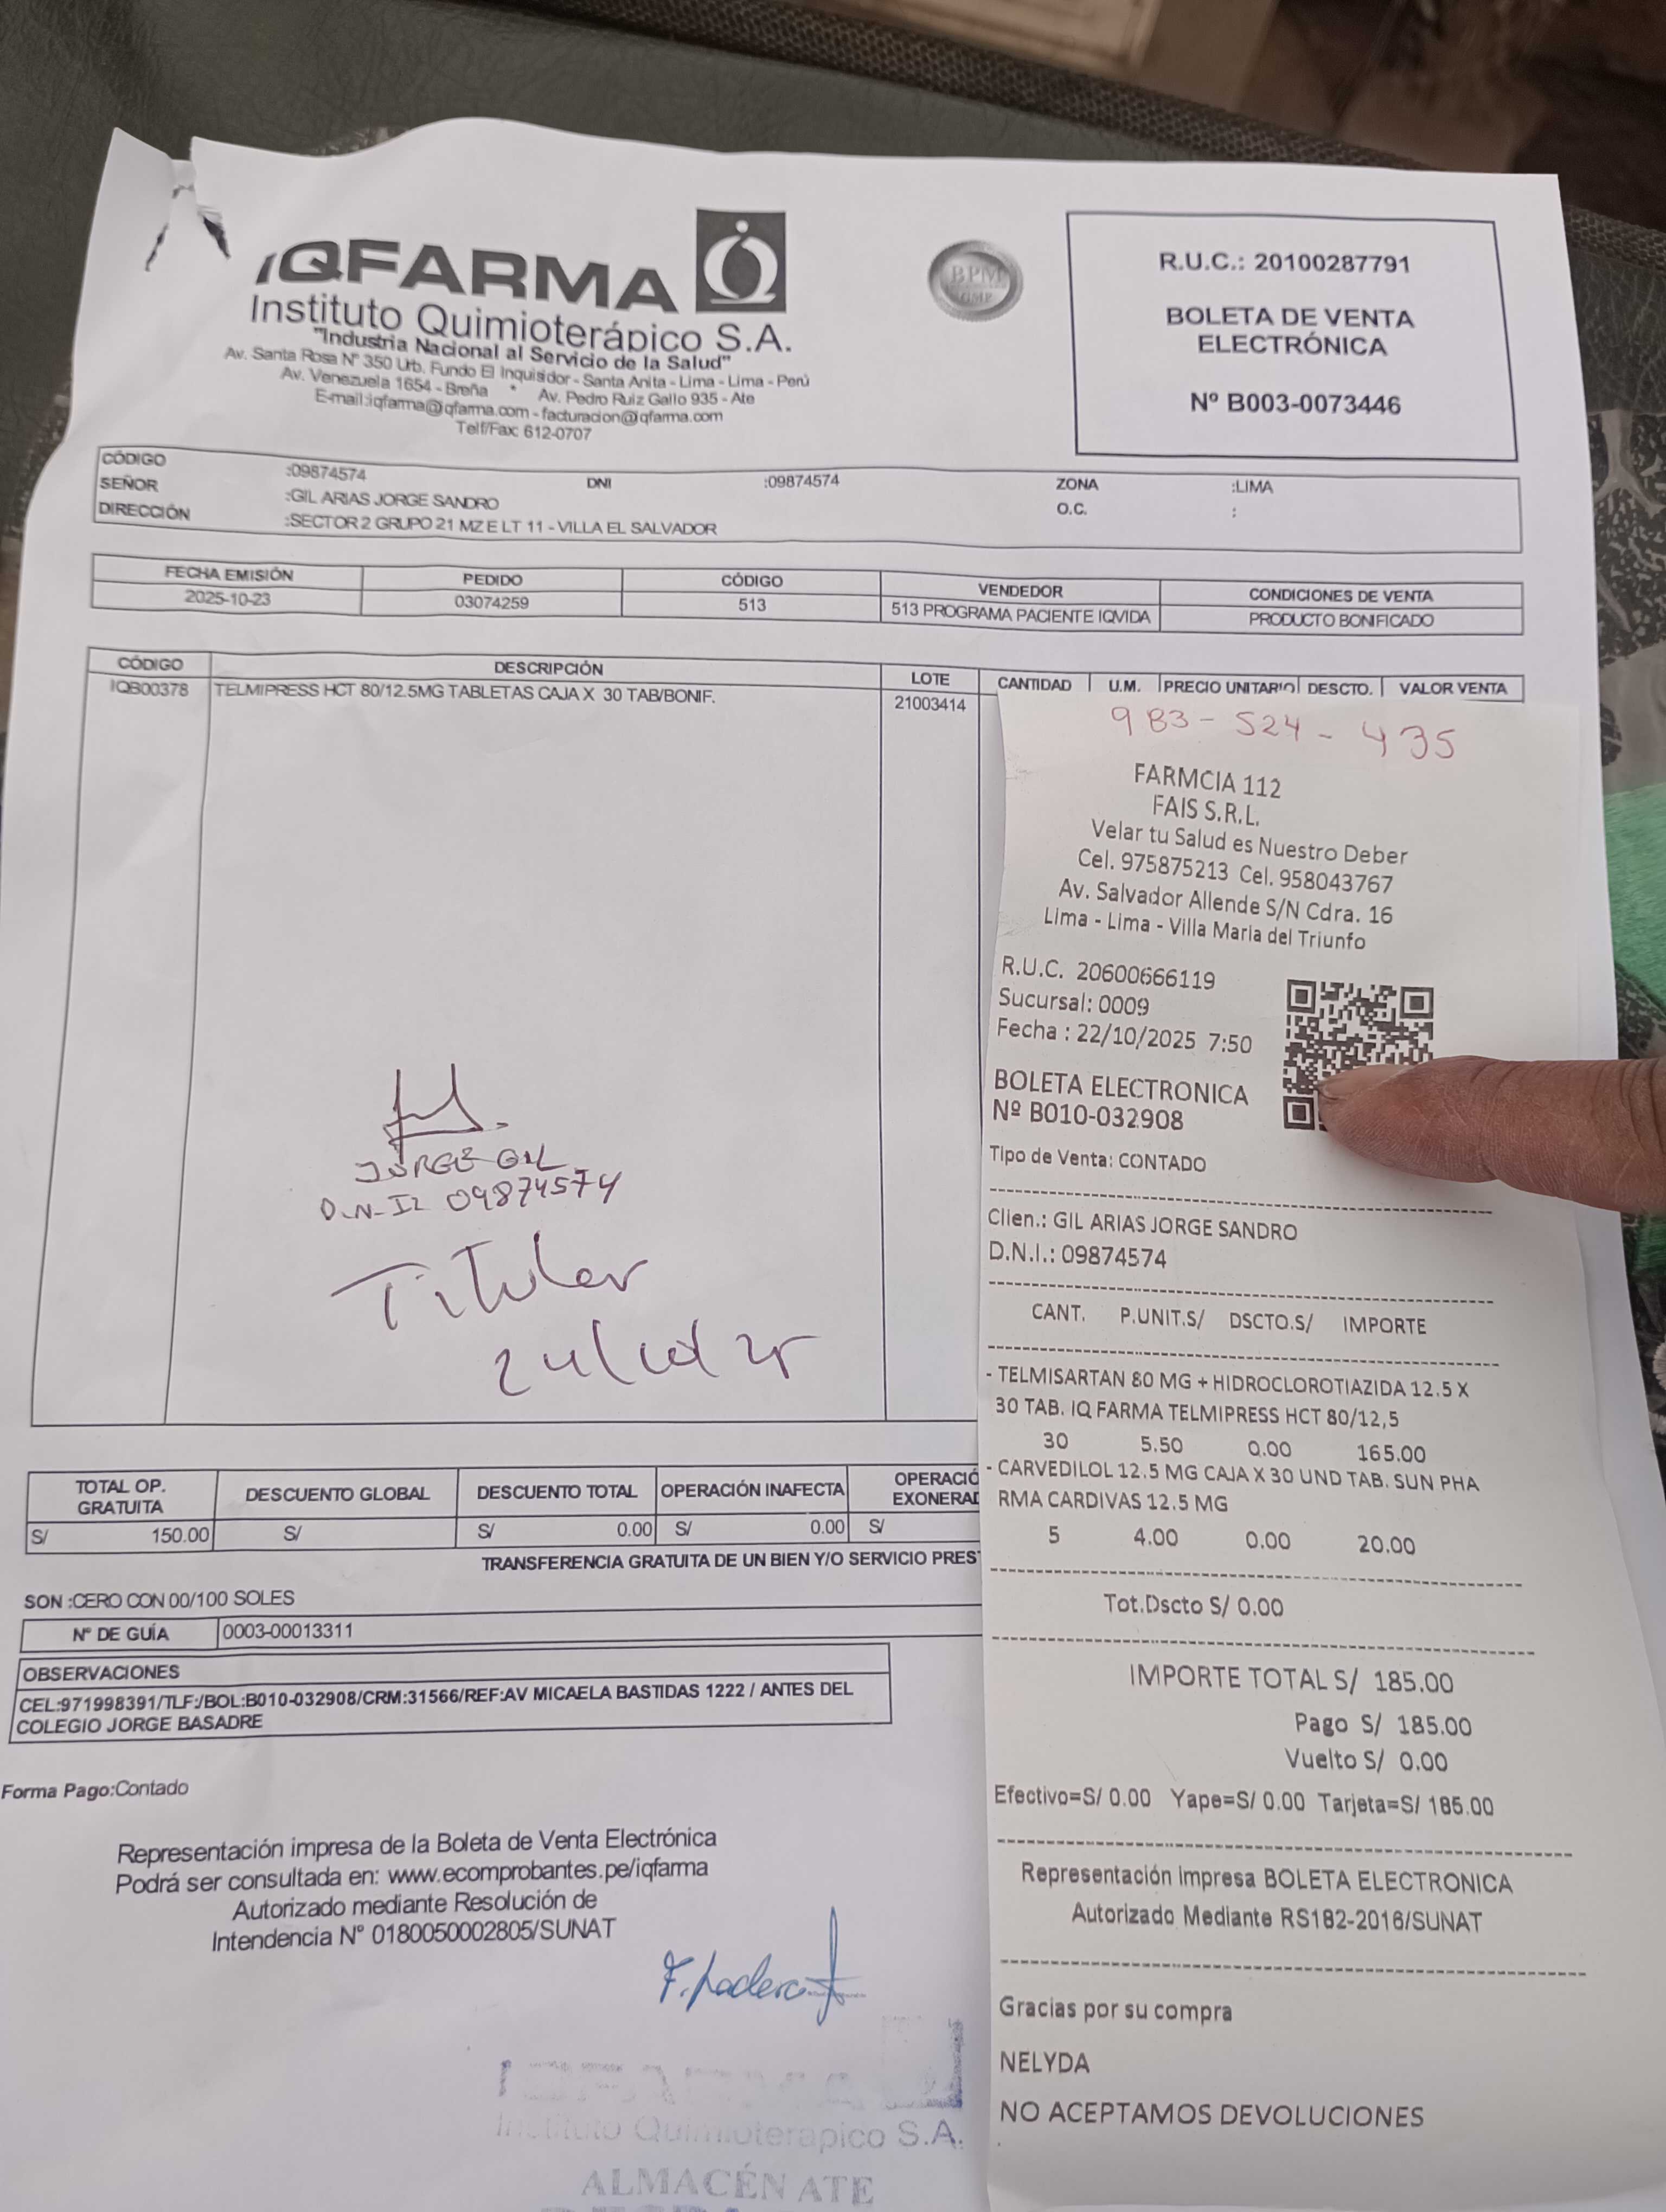 IQFARMA
Instituto Quimioterápico S.A.
"Industria Nacional al Servicio de la Salud"
Av. Santa Rosa N° 350 Urb. Fundo El Inquisidor - Santa Anita - Lima - Lima - Perú
Av. Venezuela 1654 - Breña * Av. Pedro Ruiz Gallo 935 - Ate
E-mail:iqfarma@iqfarma.com - facturacion@iqfarma.com
Telf/Fax: 612-0707
BPM
GMP
R.U.C.: 20100287791
BOLETA DE VENTA
ELECTRÓNICA
Nº B003-0073446
CÓDIGO :09874574 DNI :09874574 ZONA :LIMA
SEÑOR :GIL ARIAS JORGE SANDRO O.C. :
DIRECCIÓN :SECTOR 2 GRUPO 21 MZ E LT 11 - VILLA EL SALVADOR
FECHA EMISIÓN PEDIDO CÓDIGO VENDEDOR CONDICIONES DE VENTA
2025-10-23 03074259 513 513 PROGRAMA PACIENTE IQVIDA PRODUCTO BONIFICADO
CÓDIGO DESCRIPCIÓN LOTE CANTIDAD U.M. PRECIO UNITARIO DESCTO. VALOR VENTA
IQB00378 TELMIPRESS HCT 80/12.5MG TABLETAS CAJA X 30 TAB/BONIF. 21003414
JORGE GIL
D.N.I: 09874574
Titular
24/10/25
TOTAL OP. GRATUITA DESCUENTO GLOBAL DESCUENTO TOTAL OPERACIÓN INAFECTA OPERACIÓ
EXONERAD
S/ 150.00 S/ S/ 0.00 S/ 0.00 S/
TRANSFERENCIA GRATUITA DE UN BIEN Y/O SERVICIO PRES
SON :CERO CON 00/100 SOLES
N° DE GUÍA 0003-00013311
OBSERVACIONES
CEL:971998391/TLF:/BOL:B010-032908/CRM:31566/REF:AV MICAELA BASTIDAS 1222 / ANTES DEL
COLEGIO JORGE BASADRE
Forma Pago:Contado
Representación impresa de la Boleta de Venta Electrónica
Podrá ser consultada en: www.ecomprobantes.pe/iqfarma
Autorizado mediante Resolución de
Intendencia N° 0180050002805/SUNAT
Instituto Quimioterapico S.A.
ALMACÉN ATE
983-524-435
FARMCIA 112
FAIS S.R.L.
Velar tu Salud es Nuestro Deber
Cel. 975875213 Cel. 958043767
Av. Salvador Allende S/N Cdra. 16
Lima - Lima - Villa Maria del Triunfo
R.U.C. 20600666119
Sucursal: 0009
Fecha : 22/10/2025 7:50
BOLETA ELECTRONICA
Nº B010-032908
Tipo de Venta: CONTADO
Clien.: GIL ARIAS JORGE SANDRO
D.N.I.: 09874574
CANT. P.UNIT.S/ DSCTO.S/ IMPORTE
- TELMISARTAN 80 MG + HIDROCLOROTIAZIDA 12.5 X
30 TAB. IQ FARMA TELMIPRESS HCT 80/12,5
30 5.50 0.00 165.00
- CARVEDILOL 12.5 MG CAJA X 30 UND TAB. SUN PHA
RMA CARDIVAS 12.5 MG
5 4.00 0.00 20.00
Tot.Dscto S/ 0.00
IMPORTE TOTAL S/ 185.00
Pago S/ 185.00
Vuelto S/ 0.00
Efectivo=S/ 0.00 Yape=S/ 0.00 Tarjeta=S/ 185.00
Representación Impresa BOLETA ELECTRONICA
Autorizado Mediante RS182-2016/SUNAT
Gracias por su compra
NELYDA
NO ACEPTAMOS DEVOLUCIONES